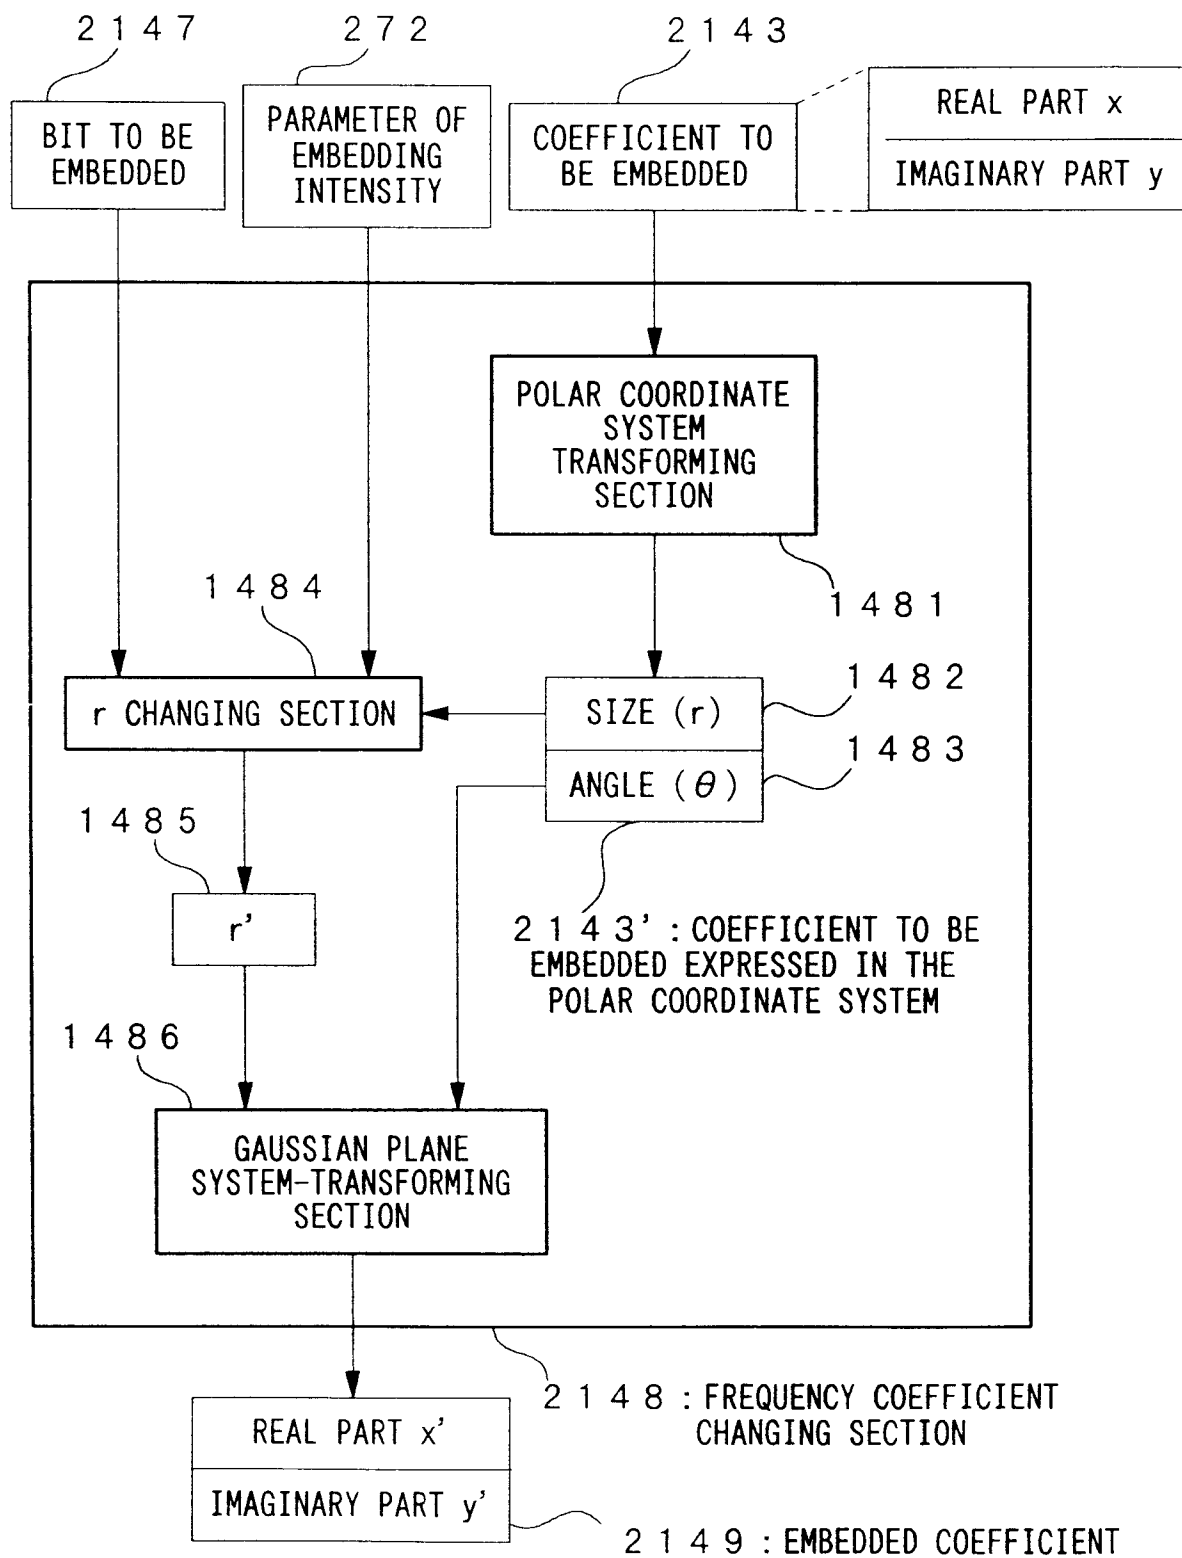 2147
272
2143
BIT TO BE
EMBEDDED
PARAMETER OF
EMBEDDING
INTENSITY
COEFFICIENT TO
BE EMBEDDED
REAL PART x
IMAGINARY PART y
POLAR COORDINATE
SYSTEM
TRANSFORMING
SECTION
1481
1484
r CHANGING SECTION
SIZE (r)
1482
ANGLE (θ)
1483
1485
r'
2143' : COEFFICIENT TO BE
EMBEDDED EXPRESSED IN THE
POLAR COORDINATE SYSTEM
1486
GAUSSIAN PLANE
SYSTEM-TRANSFORMING
SECTION
2148 : FREQUENCY COEFFICIENT
CHANGING SECTION
REAL PART x'
IMAGINARY PART y'
2149 : EMBEDDED COEFFICIENT